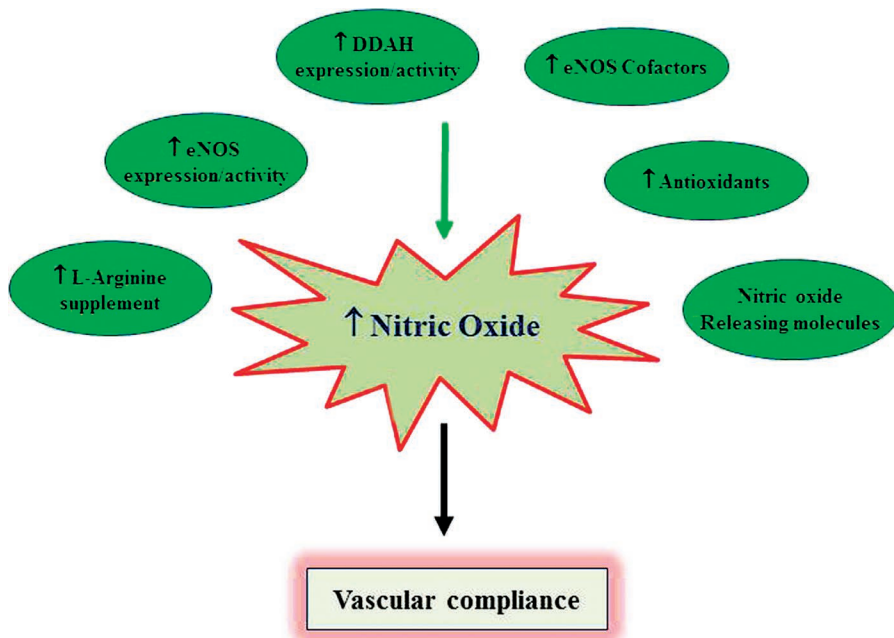 ↑ DDAH
expression/activity
↑ eNOS Cofactors
↑ eNOS
expression/activity
↑ Antioxidants
↑ L-Arginine
supplement
Nitric oxide
Releasing molecules
↑ Nitric Oxide
Vascular compliance